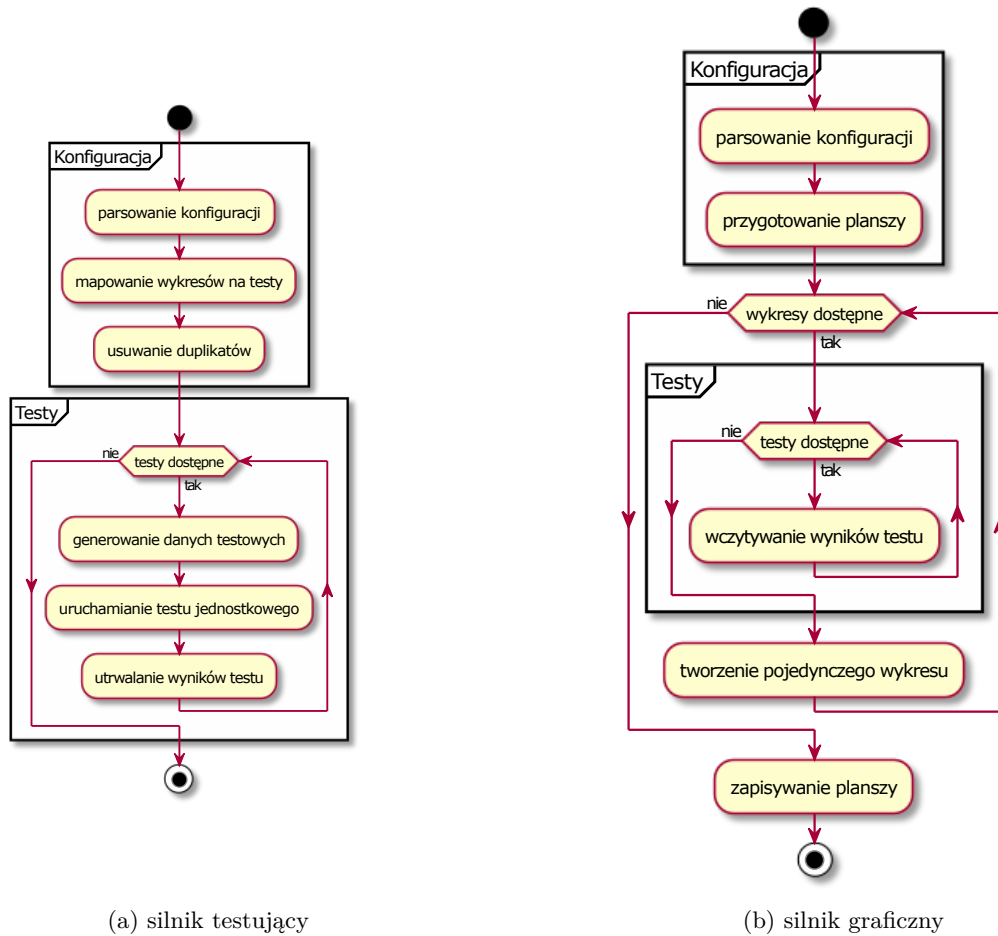 Konfiguracja
parsowanie konfiguracji
mapowanie wykresów na testy
usuwanie duplikatów
Testy
nie
testy dostępne
tak
generowanie danych testowych
uruchamianie testu jednostkowego
utrwalanie wyników testu
(a) silnik testujący
Konfiguracja
parsowanie konfiguracji
przygotowanie planszy
nie
wykresy dostępne
tak
Testy
nie
testy dostępne
tak
wczytywanie wyników testu
tworzenie pojedynczego wykresu
zapisywanie planszy
(b) silnik graficzny